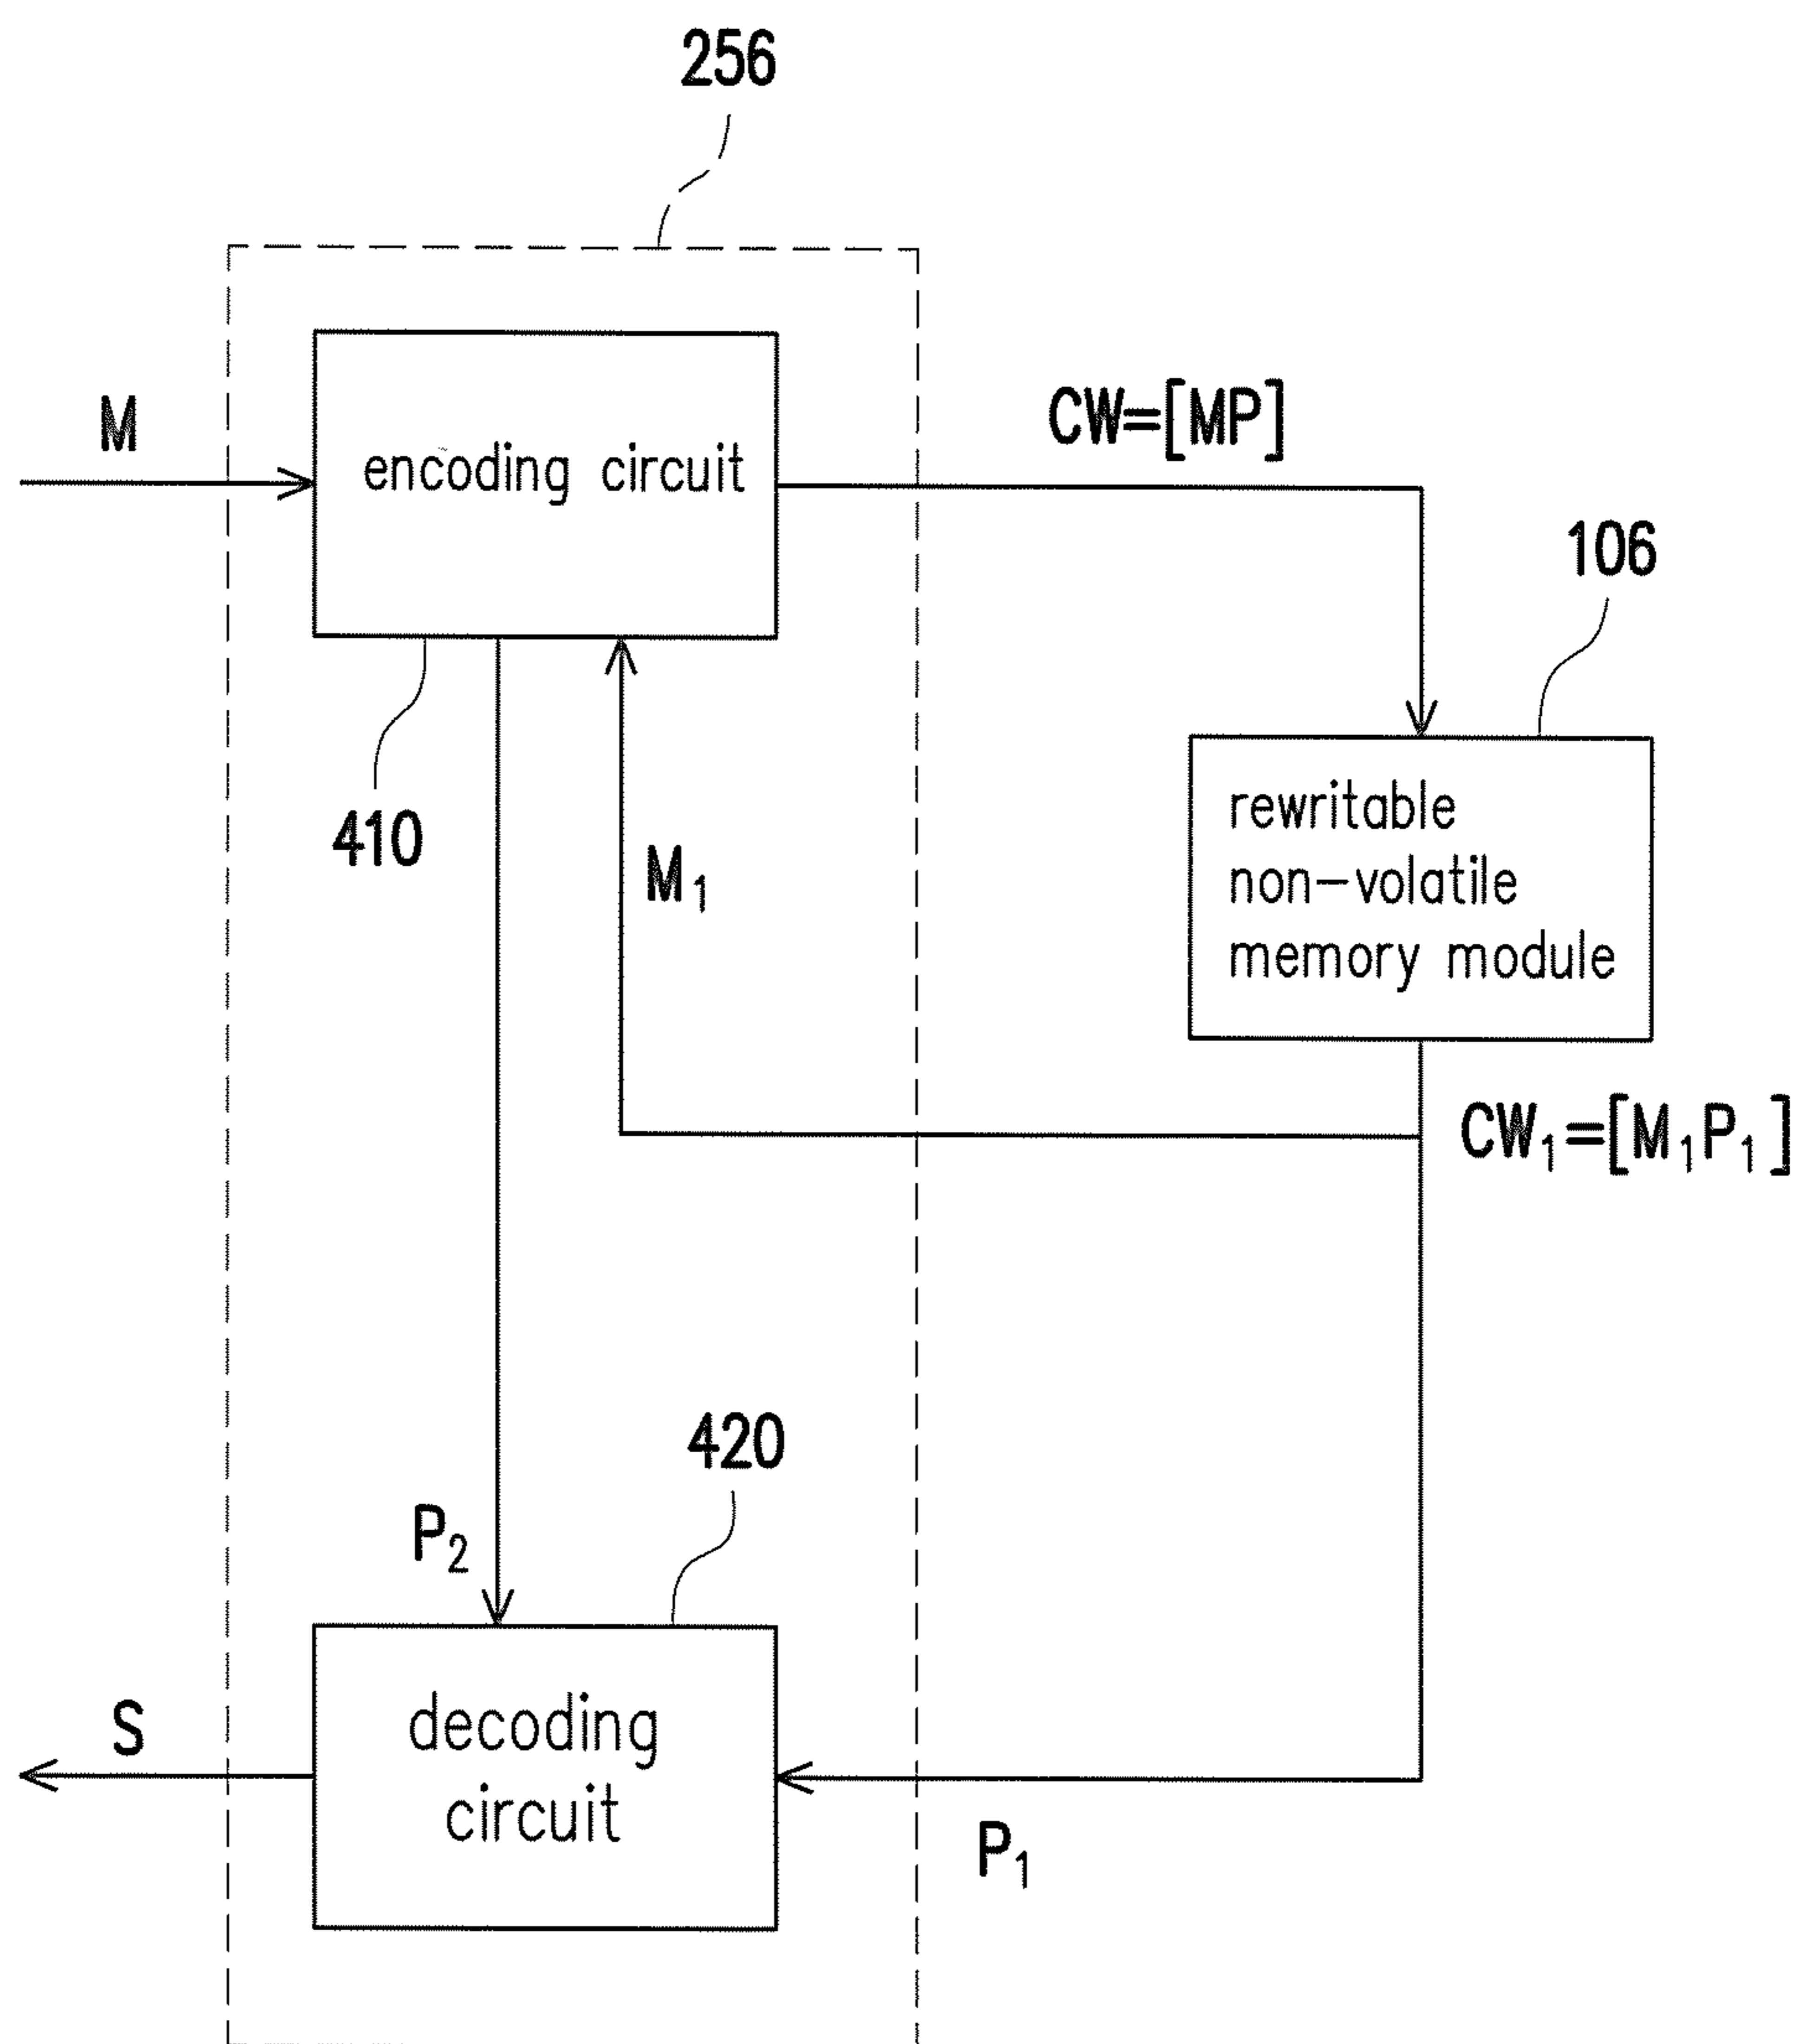 256
M
encoding circuit
CW=[MP]
106
410
M₁
rewritable
non-volatile
memory module
CW₁=[M₁P₁]
420
P₂
S
decoding
circuit
P₁